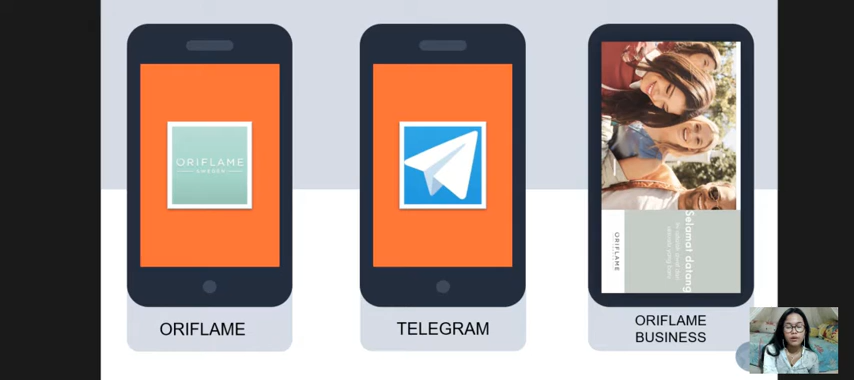 ORIFLAME
SWEDEN
ORIFLAME
Selamat datang
ORIFLAME
TELEGRAM
ORIFLAME
BUSINESS